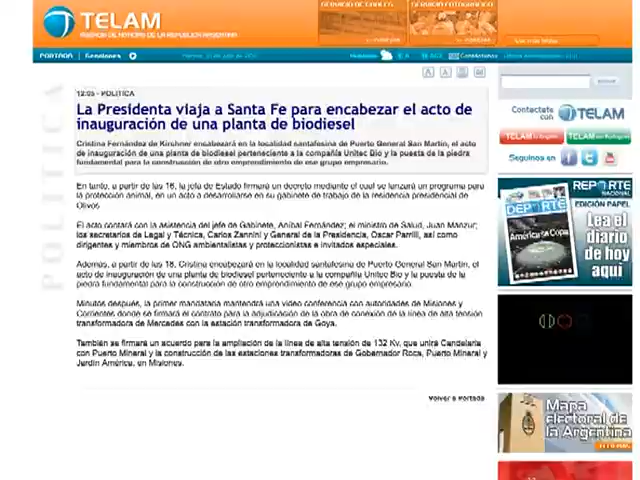 TELAM
AGENCIA DE NOTICIAS DE LA REPUBLICA ARGENTINA
SERVICIO DE CABLES
SERVICIO FOTOGRAFICO
PORTADA
Secciones
Contáctenos
12:05 - POLITICA
La Presidenta viaja a Santa Fe para encabezar el acto de
inauguración de una planta de biodiesel
Cristina Fernández de Kirchner encabezará en la localidad santafesina de Puerto General San Martín, el acto
de inauguración de una planta de biodiesel perteneciente a la compañía Unitec Bio y la puesta de la piedra
fundamental para la construcción de otro emprendimiento de ese grupo empresario.
En tanto, a partir de las 16, la jefa de Estado firmará un decreto mediante el cual se lanzará un programa para
la protección animal, en un acto a desarrollarse en su gabinete de trabajo de la residencia presidencial de
Olivos
El acto contará con la asistencia del jefe de Gabinete, Aníbal Fernández; el ministro de Salud, Juan Manzur;
los secretarios de Legal y Técnica, Carlos Zannini y General de la Presidencia, Oscar Parrilli, así como
dirigentes y miembros de ONG ambientalistas y proteccionistas e invitados especiales.
Además, a partir de las 18, Cristina encabezará en la localidad santafesina de Puerto General San Martín, el
acto de inauguración de una planta de biodiesel perteneciente a la compañía Unitec Bio y la puesta de la
piedra fundamental para la construcción de otro emprendimiento de ese grupo empresario.
Minutos después, la primer mandataria mantendrá una video conferencia con autoridades de Misiones y
Corrientes donde se firmará el contrato para la adjudicación de la obra de conexión de la línea de alta tensión
transformadora de Mercedes con la estación transformadora de Goya.
También se firmará un acuerdo para la ampliación de la línea de alta tensión de 132 Kv, que unirá Candelaria
con Puerto Mineral y la construcción de las estaciones transformadoras de Gobernador Roca, Puerto Mineral y
Jardín América, en Misiones.
Volver a Portada
POLITICA
Contactate
con
TELAM
TELAM
Seguinos en
REPORTE
NACIONAL
EDICIÓN PAPEL
DEPORTE
América es Copa
Lea el
diario
de hoy
aquí
Mapa
electoral de
la Argentina